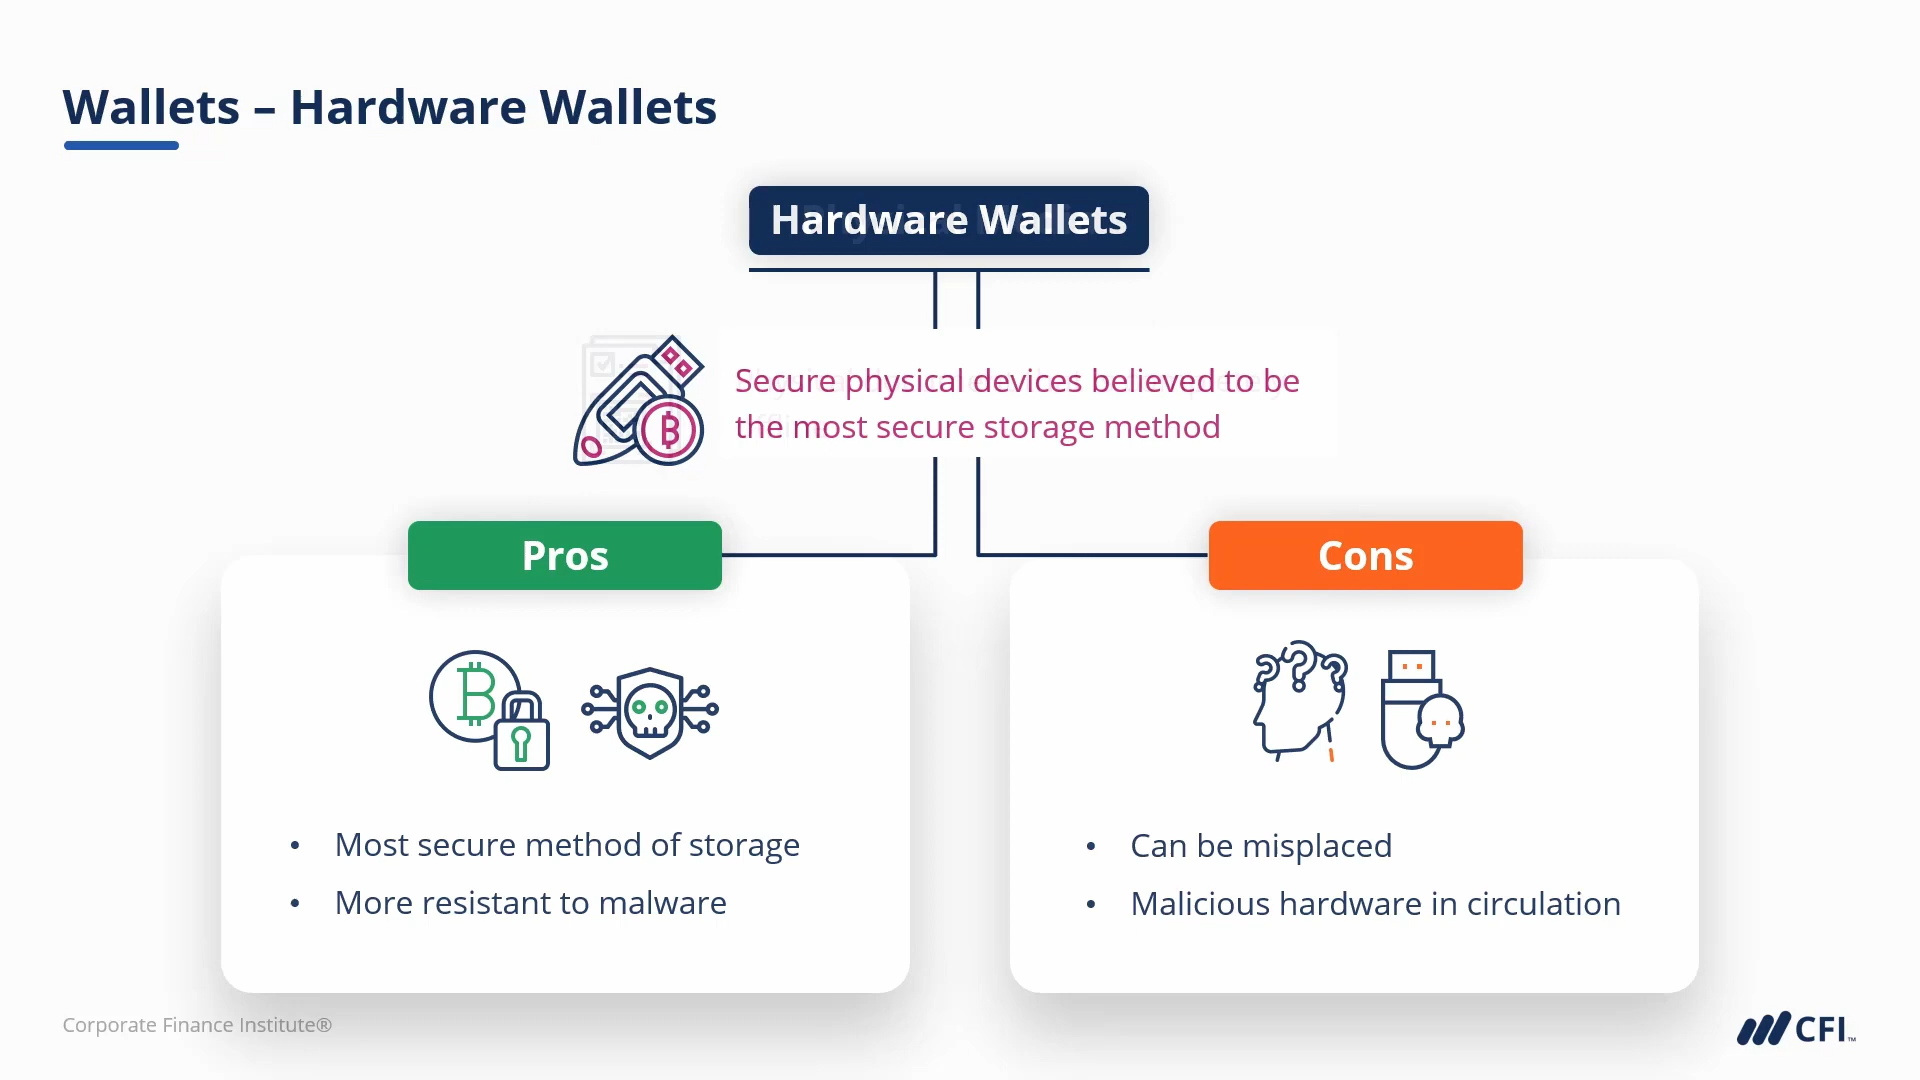 Wallets – Hardware Wallets
Hardware Wallets
Secure physical devices believed to be
the most secure storage method
Pros
Cons
• Most secure method of storage
• More resistant to malware
• Can be misplaced
• Malicious hardware in circulation
Corporate Finance Institute®
CFI™